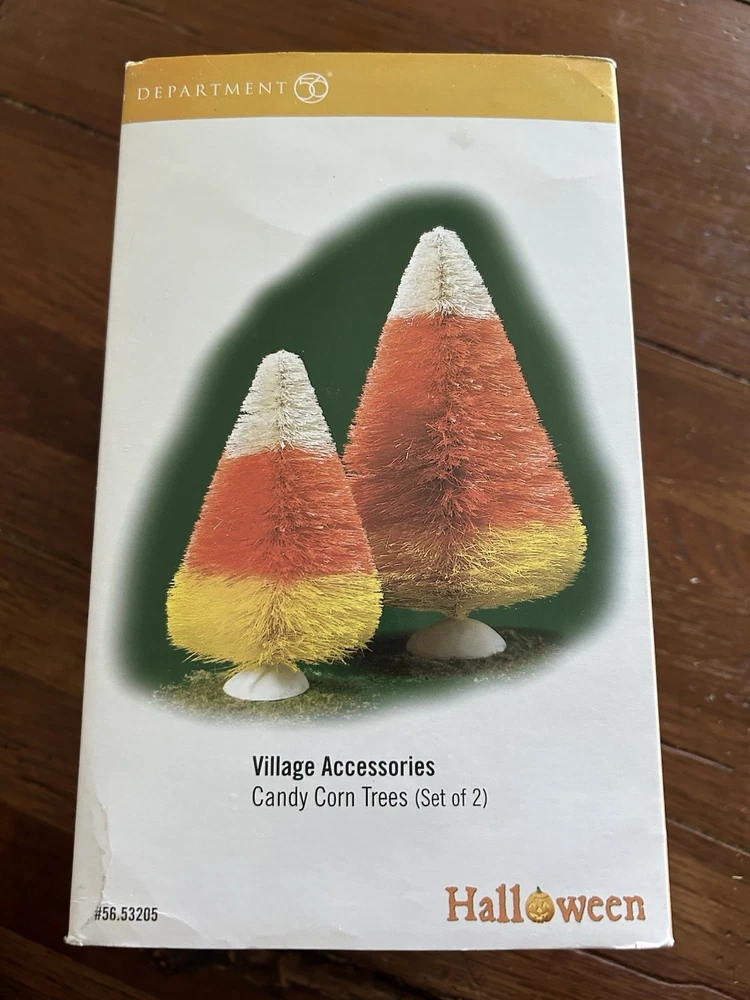 DEPARTMENT 56®
Village Accessories
Candy Corn Trees (Set of 2)
#56.53205
Halloween